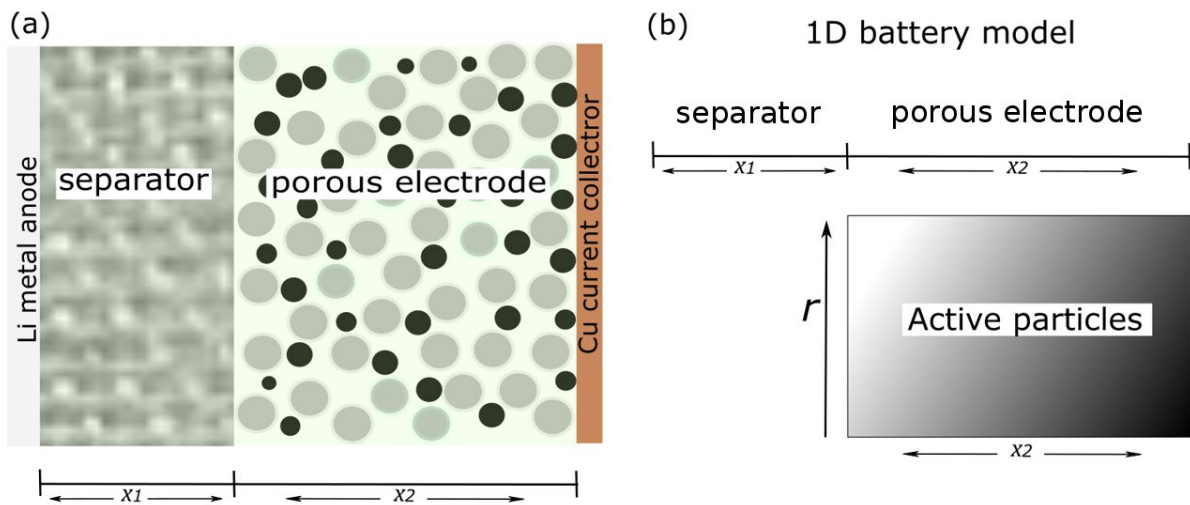 (a)
Li metal anode
separator
porous electrode
Cu current collectror
x1
x2
(b)
1D battery model
separator
porous electrode
x1
x2
r
Active particles
x2